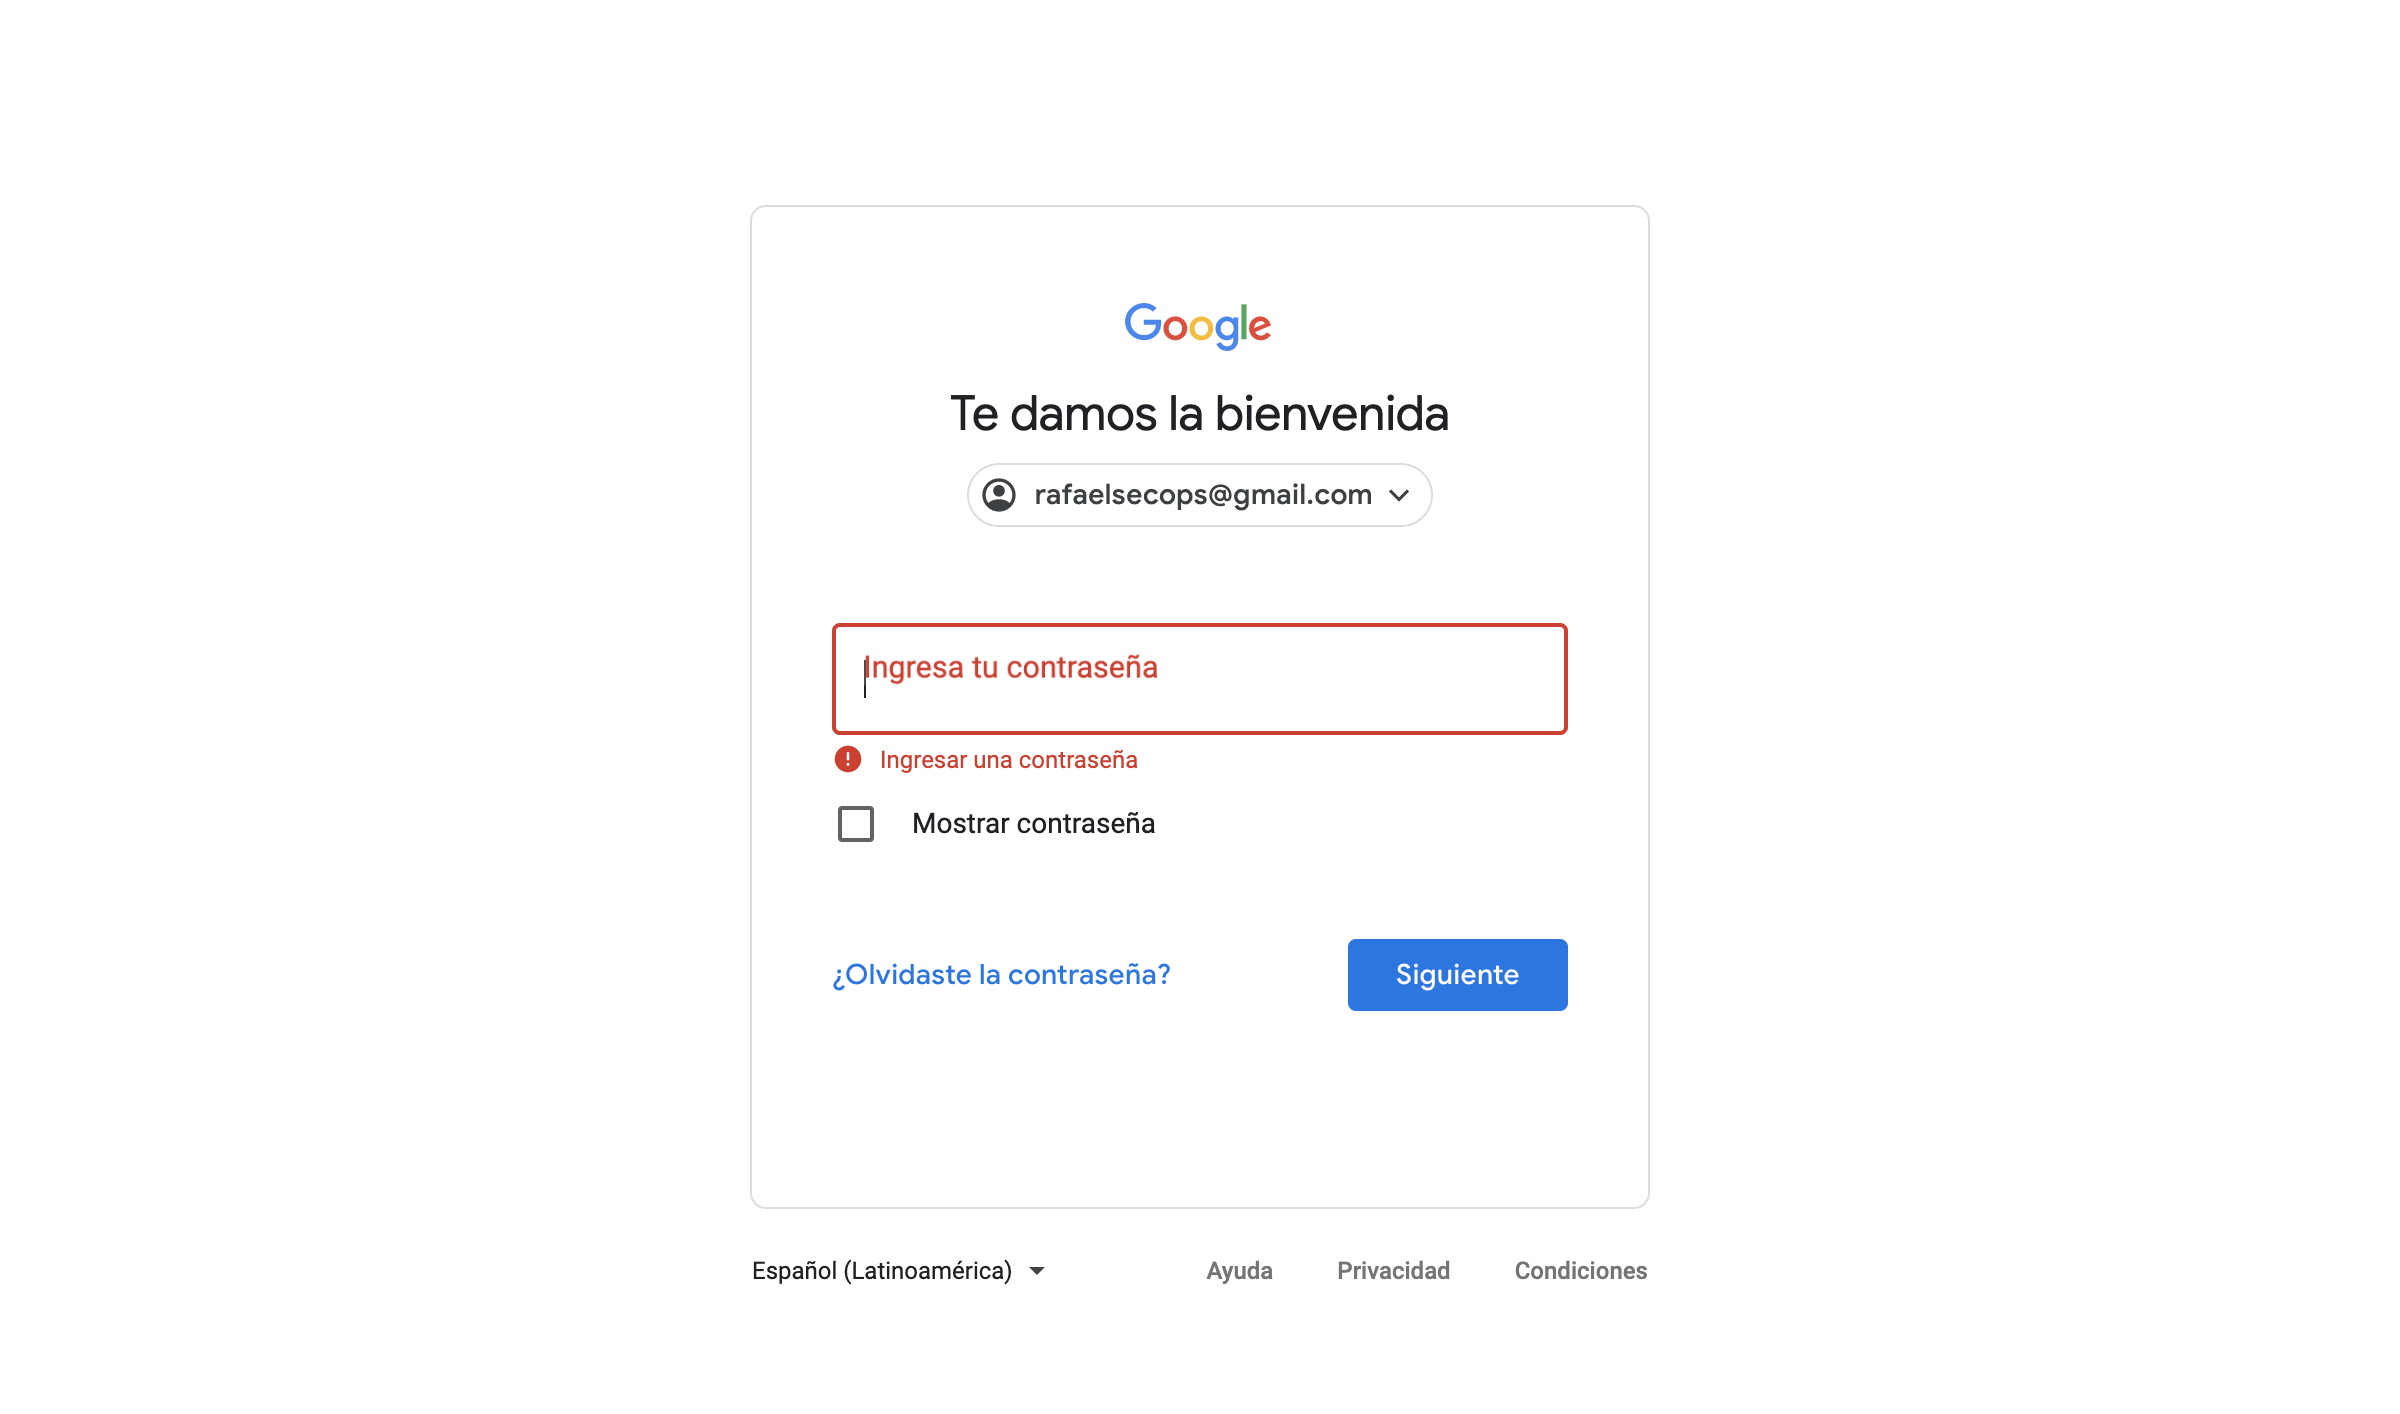 Google
Te damos la bienvenida
rafaelsecops@gmail.com
Ingresa tu contraseña
Ingresar una contraseña
Mostrar contraseña
¿Olvidaste la contraseña?
Siguiente
Español (Latinoamérica)
Ayuda
Privacidad
Condiciones